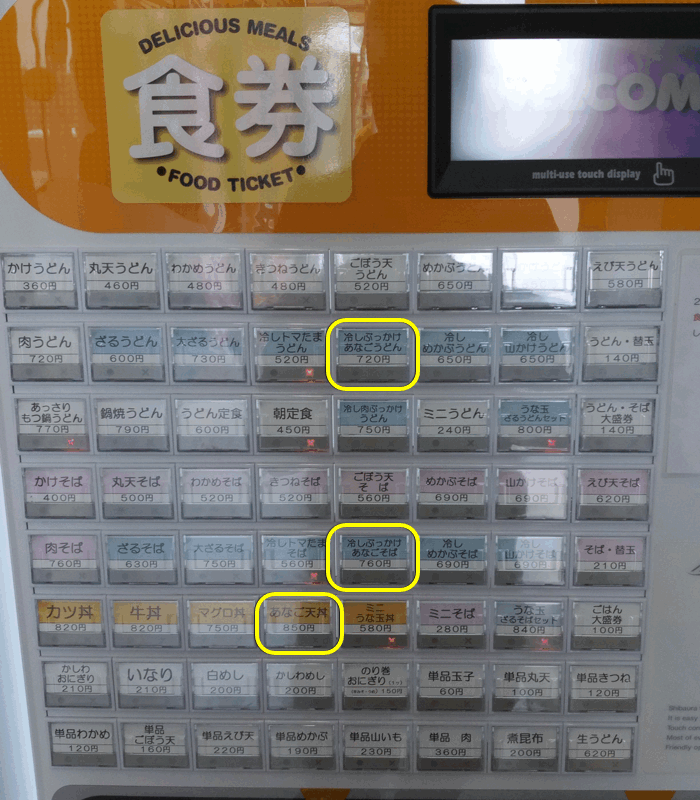 DELICIOUS MEALS
食券
FOOD TICKET
WELCOM
multi-use touch display
かけうどん
360円
丸天うどん
460円
わかめうどん
480円
きつねうどん
480円
ごぼう天
うどん
520円
めかぶうどん
650円
えび天うどん
580円
肉うどん
720円
ざるうどん
600円
大ざるうどん
730円
冷しトマたま
うどん
520円
冷しぶっかけ
あなごうどん
720円
冷し
めかぶうどん
650円
冷し
山かけうどん
650円
うどん・替玉
140円
あっさり
もつ鍋うどん
770円
鍋焼うどん
790円
うどん定食
600円
朝定食
450円
冷し肉ぶっかけ
うどん
750円
ミニうどん
240円
うな玉
ざるうどんセット
800円
うどん・そば
大盛券
140円
かけそば
400円
丸天そば
500円
わかめそば
520円
きつねそば
520円
ごぼう天
そば
560円
めかぶそば
690円
山かけそば
690円
えび天そば
620円
肉そば
760円
ざるそば
630円
大ざるそば
750円
冷しトマたま
そば
560円
冷しぶっかけ
あなごそば
760円
冷し
めかぶそば
690円
冷し
山かけそば
690円
そば・替玉
210円
カツ丼
820円
牛丼
820円
マグロ丼
750円
あなご天丼
850円
ミニ
うな玉丼
580円
ミニそば
280円
うな玉
ざるそばセット
840円
ごはん
大盛券
100円
かしわ
おにぎり
210円
いなり
210円
白めし
200円
かしわめし
200円
のり巻
おにぎり
150円
単品玉子
60円
単品丸天
100円
単品きつね
120円
単品わかめ
120円
単品
ごぼう天
160円
単品えび天
220円
単品めかぶ
190円
単品山いも
230円
単品 肉
360円
煮昆布
200円
生うどん
620円
It is easy
Touch con
Most of
Friendly